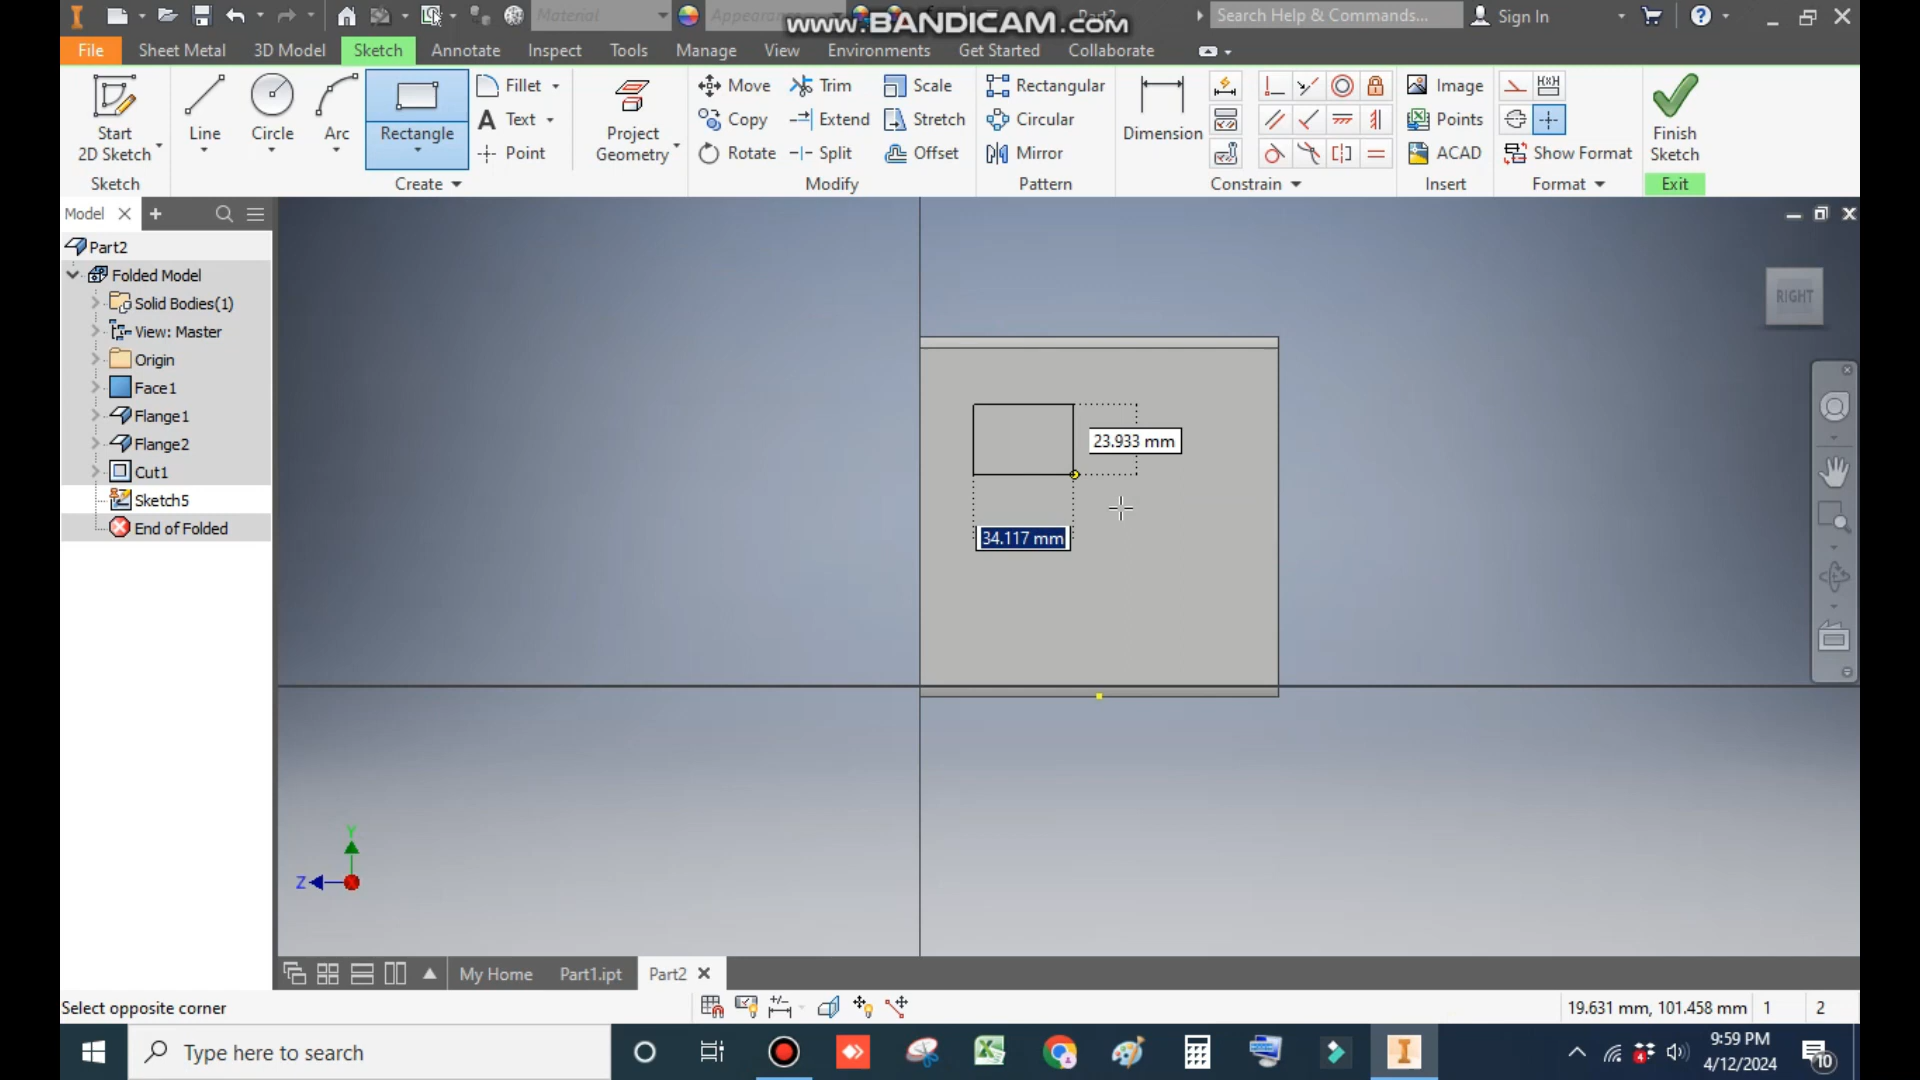 Material
Appearance
www.BANDICAM.com
Part2
Search Help & Commands...
Sign In
File
Sheet Metal
3D Model
Sketch
Annotate
Inspect
Tools
Manage
View
Environments
Get Started
Collaborate
Start
2D Sketch
Line
Circle
Arc
Rectangle
Fillet
Text
Point
Project
Geometry
Move
Copy
Rotate
Trim
Extend
Split
Scale
Stretch
Offset
Rectangular
Circular
Mirror
Dimension
Image
Points
ACAD
Show Format
Finish
Sketch
Sketch
Create
Modify
Pattern
Constrain
Insert
Format
Exit
Model
Part2
Folded Model
Solid Bodies(1)
View: Master
Origin
Face1
Flange1
Flange2
Cut1
Sketch5
End of Folded
RIGHT
23.933 mm
34.117 mm
Y
Z
My Home
Part1.ipt
Part2
Select opposite corner
19.631 mm, 101.458 mm
1
2
Type here to search
9:59 PM
4/12/2024
10